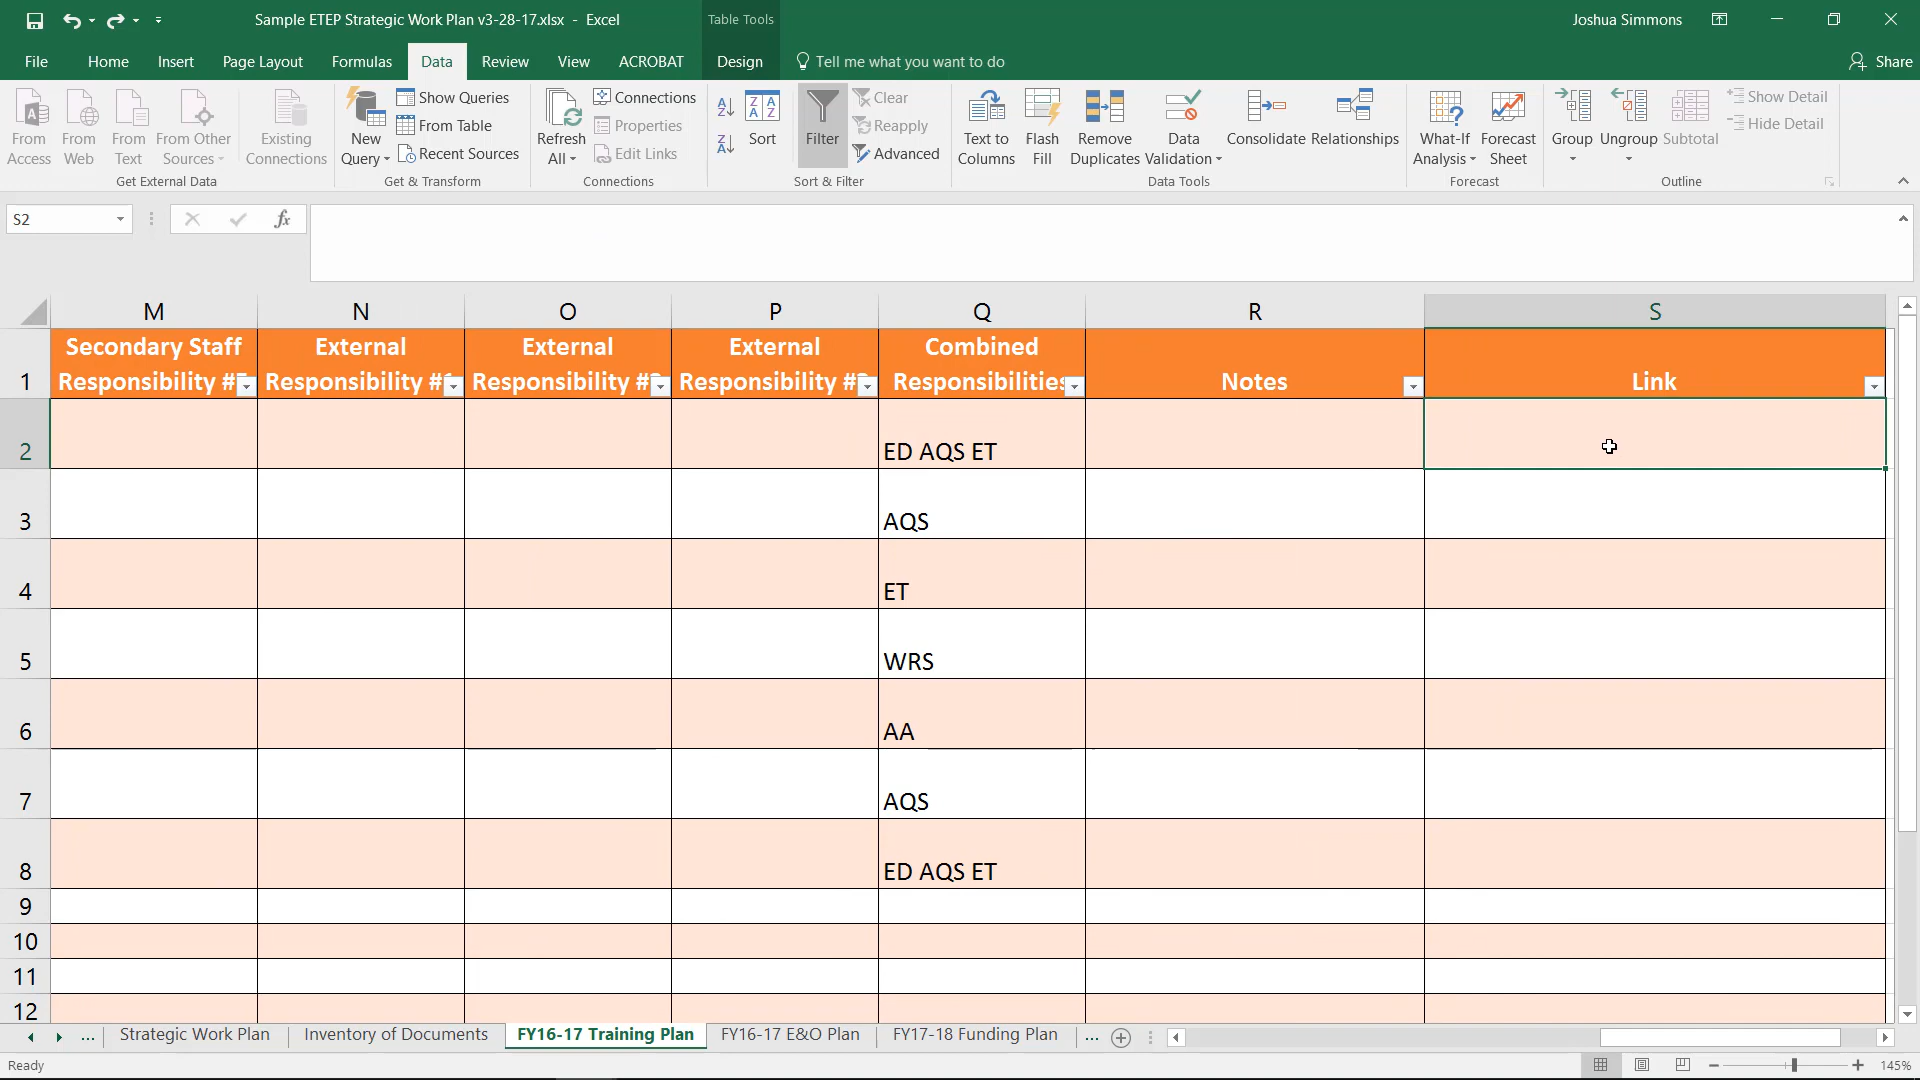 Sample ETEP Strategic Work Plan v3-28-17.xlsx - Excel
Table Tools
Joshua Simmons
File Home Insert Page Layout Formulas Data Review View ACROBAT Design Tell me what you want to do Share
From Access
From Web
From Text
From Other Sources
Existing Connections
Get External Data
New Query
Show Queries
From Table
Recent Sources
Get & Transform
Refresh All
Connections
Properties
Edit Links
Connections
Sort
Filter
Clear
Reapply
Advanced
Sort & Filter
Text to Columns
Flash Fill
Remove Duplicates
Data Validation
Consolidate
Relationships
Data Tools
What-If Analysis
Forecast Sheet
Forecast
Group
Ungroup
Subtotal
Show Detail
Hide Detail
Outline
S2
fx
M N O P Q R S
1
Secondary Staff
Responsibility
External
Responsibility
External
Responsibility
External
Responsibility
Combined
Responsibilities
Notes
Link
2 ED AQS ET
3 AQS
4 ET
5 WRS
6 AA
7 AQS
8 ED AQS ET
9
10
11
12
... Strategic Work Plan Inventory of Documents FY16-17 Training Plan FY16-17 E&O Plan FY17-18 Funding Plan ...
Ready
145%